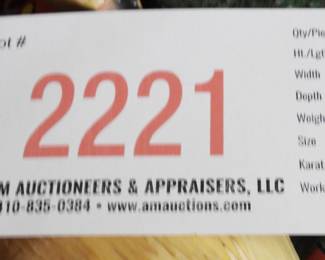 ot #
2221
M AUCTIONEERS & APPRAISERS, LLC
410-835-0384 • www.amauctions.com
Qty/Pie
Ht./Lgt
Width
Depth
Weigh
Size
Karat
Work